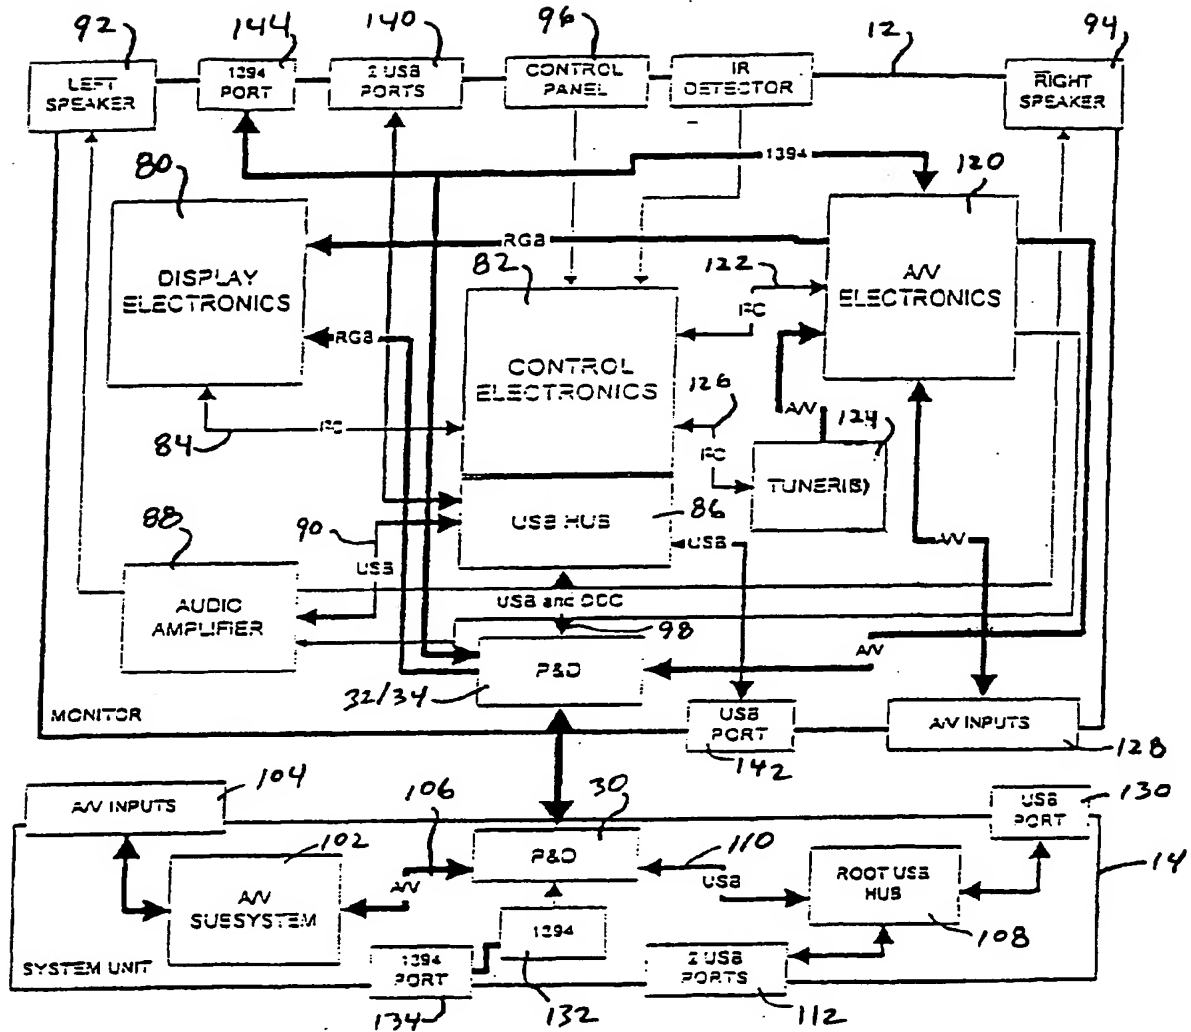 92
144
140
96
12
94
LEFT
SPEAKER
1394
PORT
2 USB
PORTS
CONTROL
PANEL
IR
DETECTOR
RIGHT
SPEAKER
80
1394
120
RGB
DISPLAY
ELECTRONICS
82
122
A/V
ELECTRONICS
I²C
RGB
CONTROL
ELECTRONICS
126
A/V
84
I²C
I²C
124
TUNER(S)
88
90
USB HUB
86
USB
A/V
USB
AUDIO
AMPLIFIER
USB and DDC
98
A/V
P&D
32/34
MONITOR
USB
PORT
142
A/V INPUTS
128
104
A/V INPUTS
106
30
USB
PORT
130
102
P&D
110
14
A/V
USB
ROOT USB
HUB
A/V
SUBSYSTEM
1394
108
SYSTEM UNIT
1394
PORT
2 USB
PORTS
134
132
112